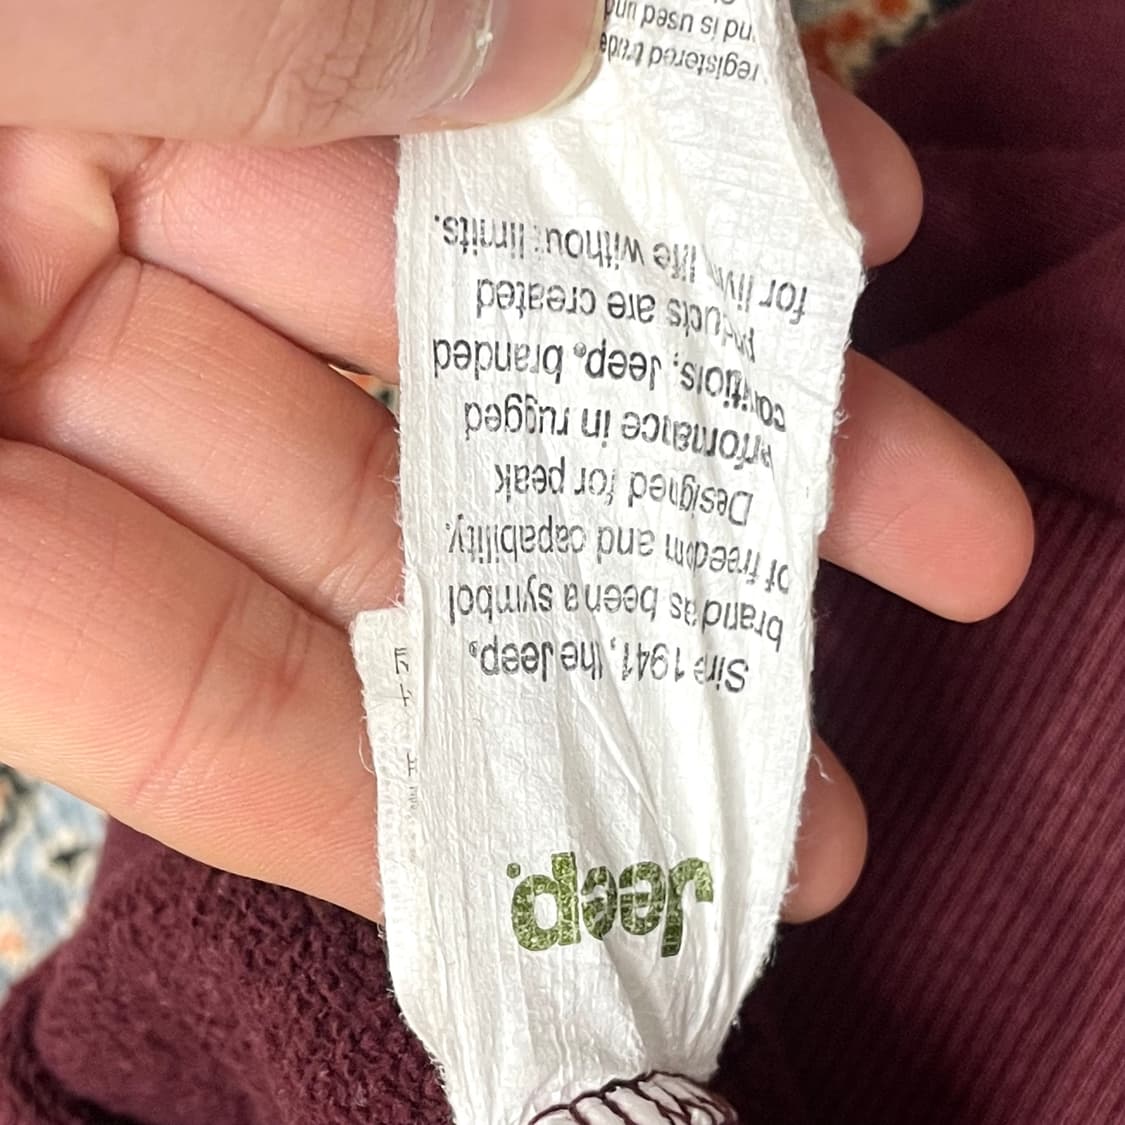 Jeep®
Since 1941, the Jeep®
brand has been a symbol
of freedom and capability.
Designed for peak
performance in rugged
conditions, Jeep® branded
products are created
for livin' life without limits.
registered trade
nd is used und